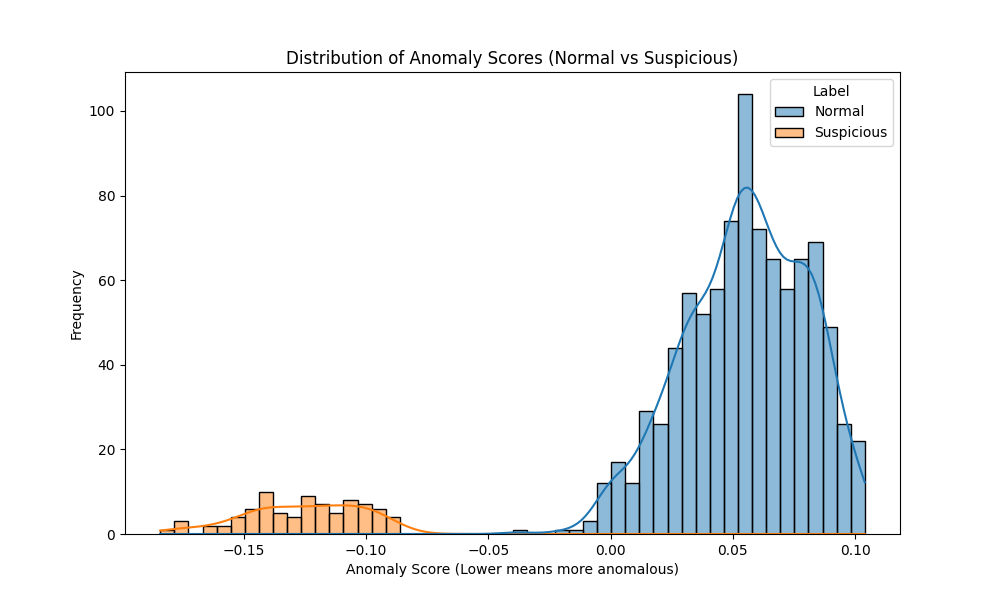 Distribution of Anomaly Scores (Normal vs Suspicious)
Label
Normal
Suspicious
Frequency
100
80
60
40
20
0
−0.15
−0.10
−0.05
0.00
0.05
0.10
Anomaly Score (Lower means more anomalous)